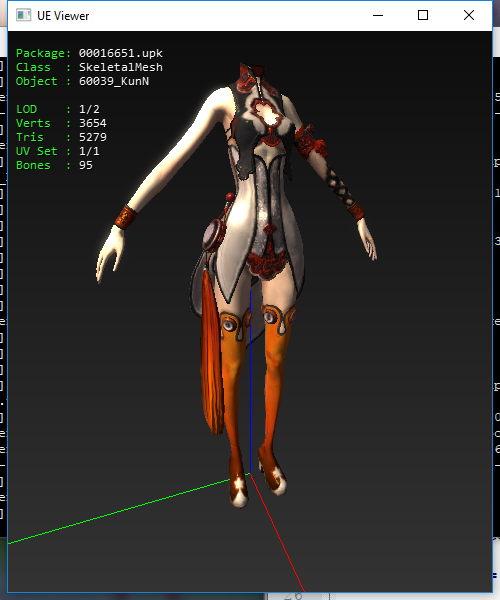 UE Viewer
Package: 00016651.upk
Class : SkeletalMesh
Object : 60039_KunN
LOD : 1/2
Verts : 3654
Tris : 5279
UV Set : 1/1
Bones : 95
26